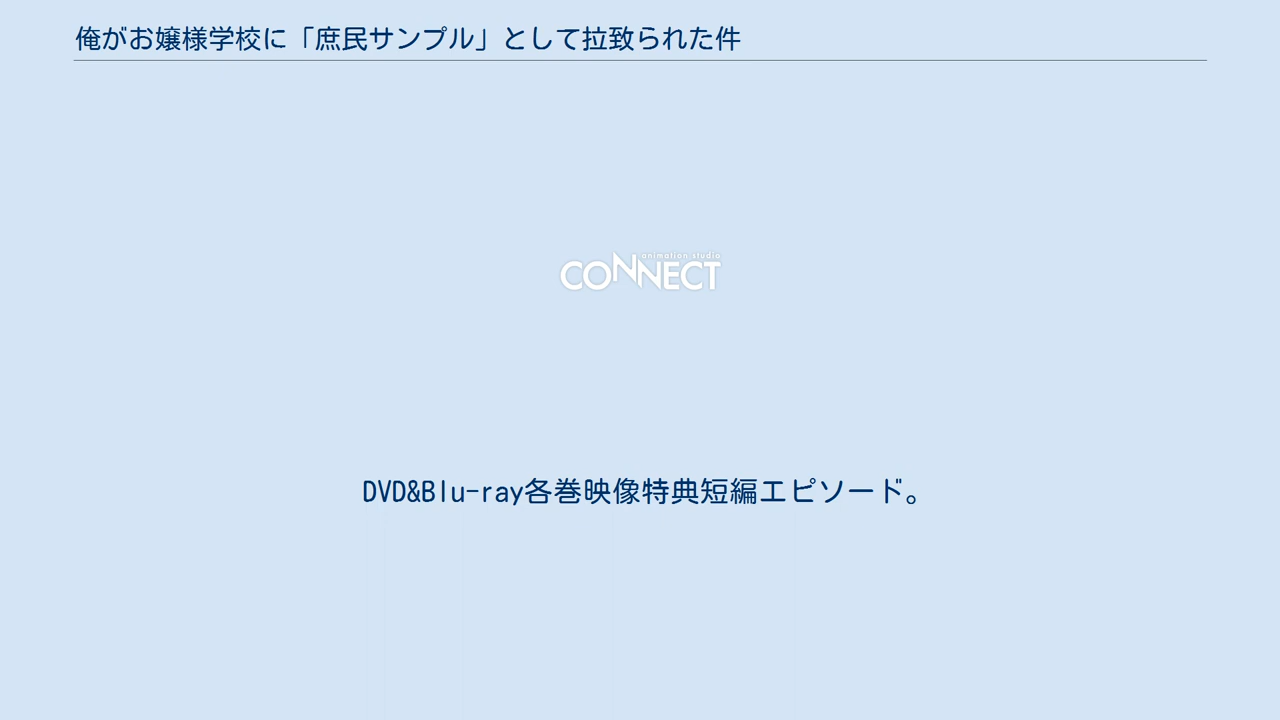 俺がお嬢様学校に「庶民サンプル」として拉致られた件
animation studio
CONNECT
DVD&Blu-ray各巻映像特典短編エピソード。